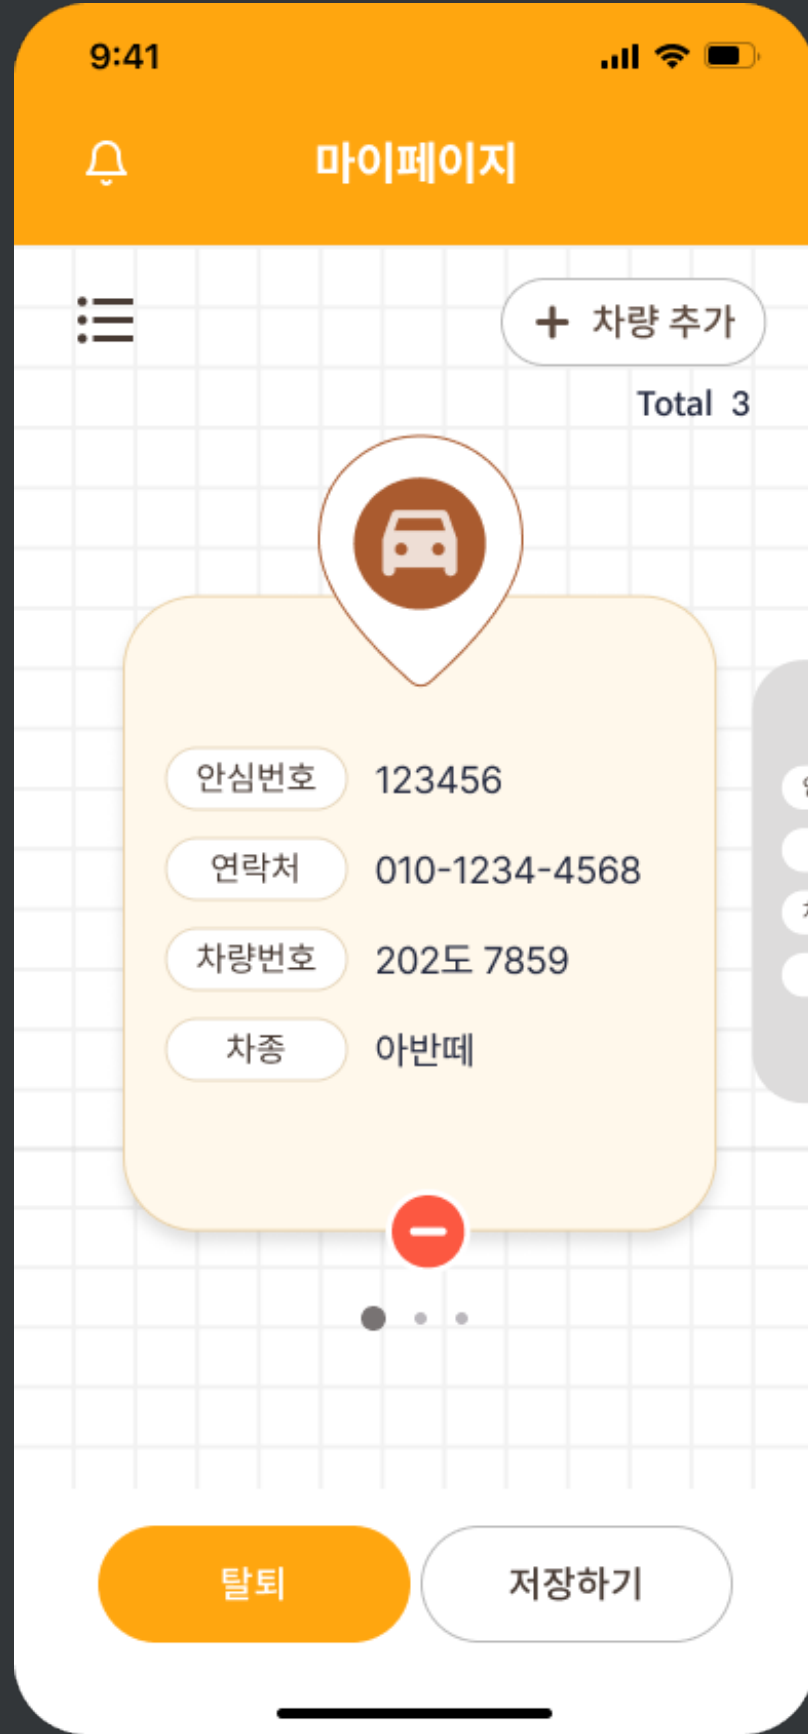 9:41
마이페이지
차량 추가
Total 3
안심번호 123456
연락처 010-1234-4568
차량번호 202도 7859
차종 아반떼
탈퇴 저장하기